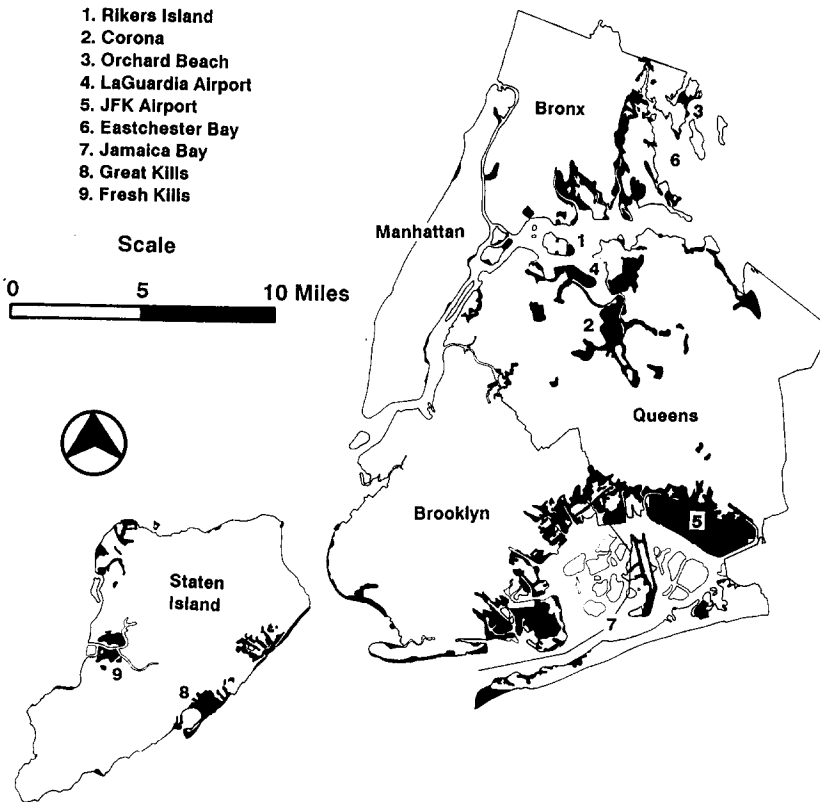 1. Rikers Island
2. Corona
3. Orchard Beach
4. LaGuardia Airport
5. JFK Airport
6. Eastchester Bay
7. Jamaica Bay
8. Great Kills
9. Fresh Kills
Scale
0 5 10 Miles
Bronx
3
6
Manhattan
1
4
2
Queens
Brooklyn
5
Staten
Island
7
9
8